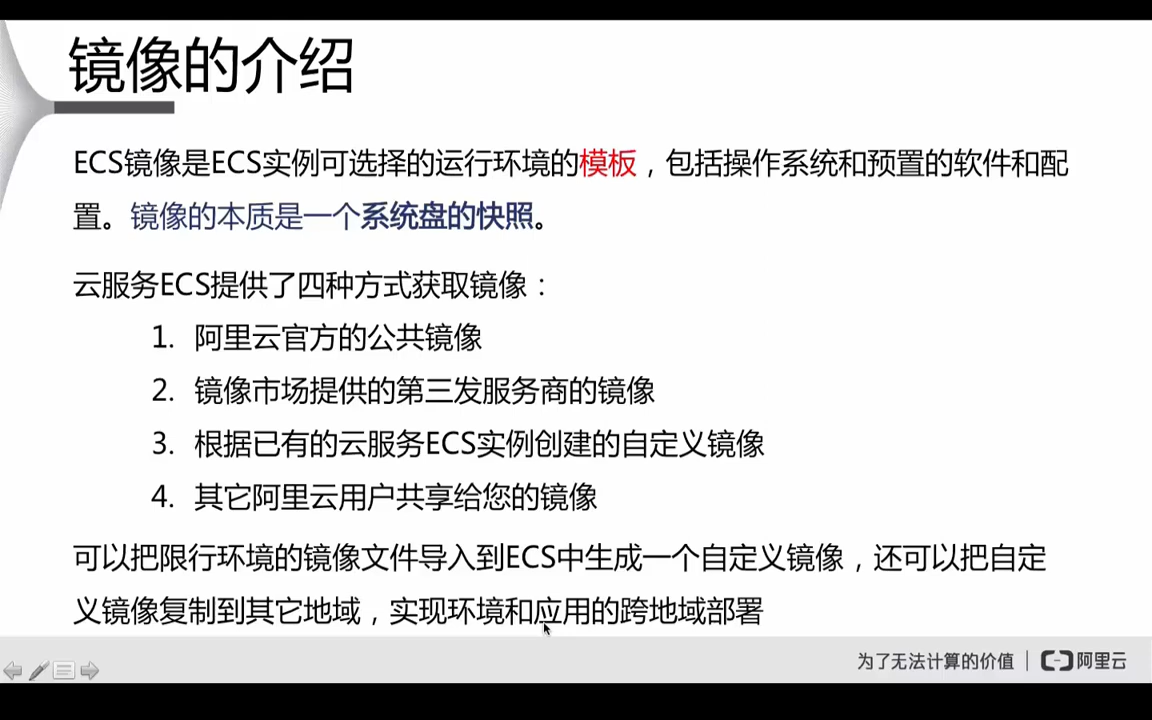 镜像的介绍
ECS镜像是ECS实例可选择的运行环境的模板，包括操作系统和预置的软件和配
置。镜像的本质是一个系统盘的快照。
云服务ECS提供了四种方式获取镜像：
1. 阿里云官方的公共镜像
2. 镜像市场提供的第三发服务商的镜像
3. 根据已有的云服务ECS实例创建的自定义镜像
4. 其它阿里云用户共享给您的镜像
可以把限行环境的镜像文件导入到ECS中生成一个自定义镜像，还可以把自定
义镜像复制到其它地域，实现环境和应用的跨地域部署
为了无法计算的价值 | 阿里云